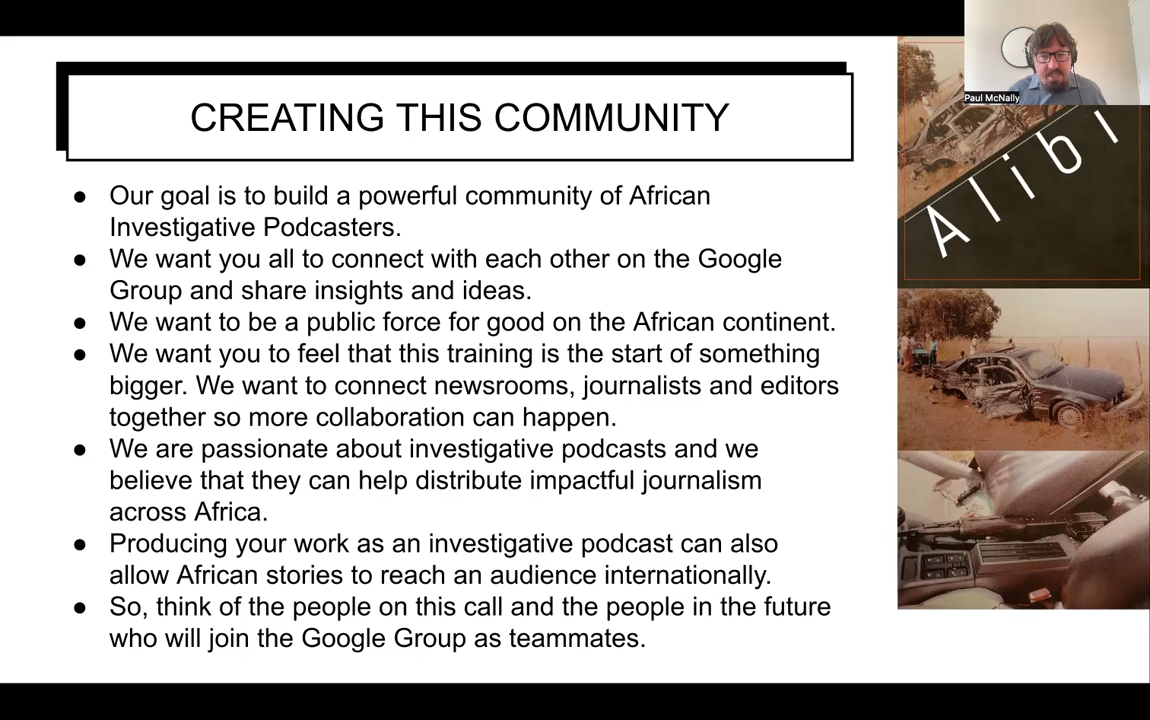 Paul McNally
CREATING THIS COMMUNITY
● Our goal is to build a powerful community of African
Investigative Podcasters.
● We want you all to connect with each other on the Google
Group and share insights and ideas.
● We want to be a public force for good on the African continent.
● We want you to feel that this training is the start of something
bigger. We want to connect newsrooms, journalists and editors
together so more collaboration can happen.
● We are passionate about investigative podcasts and we
believe that they can help distribute impactful journalism
across Africa.
● Producing your work as an investigative podcast can also
allow African stories to reach an audience internationally.
● So, think of the people on this call and the people in the future
who will join the Google Group as teammates.
Alibi